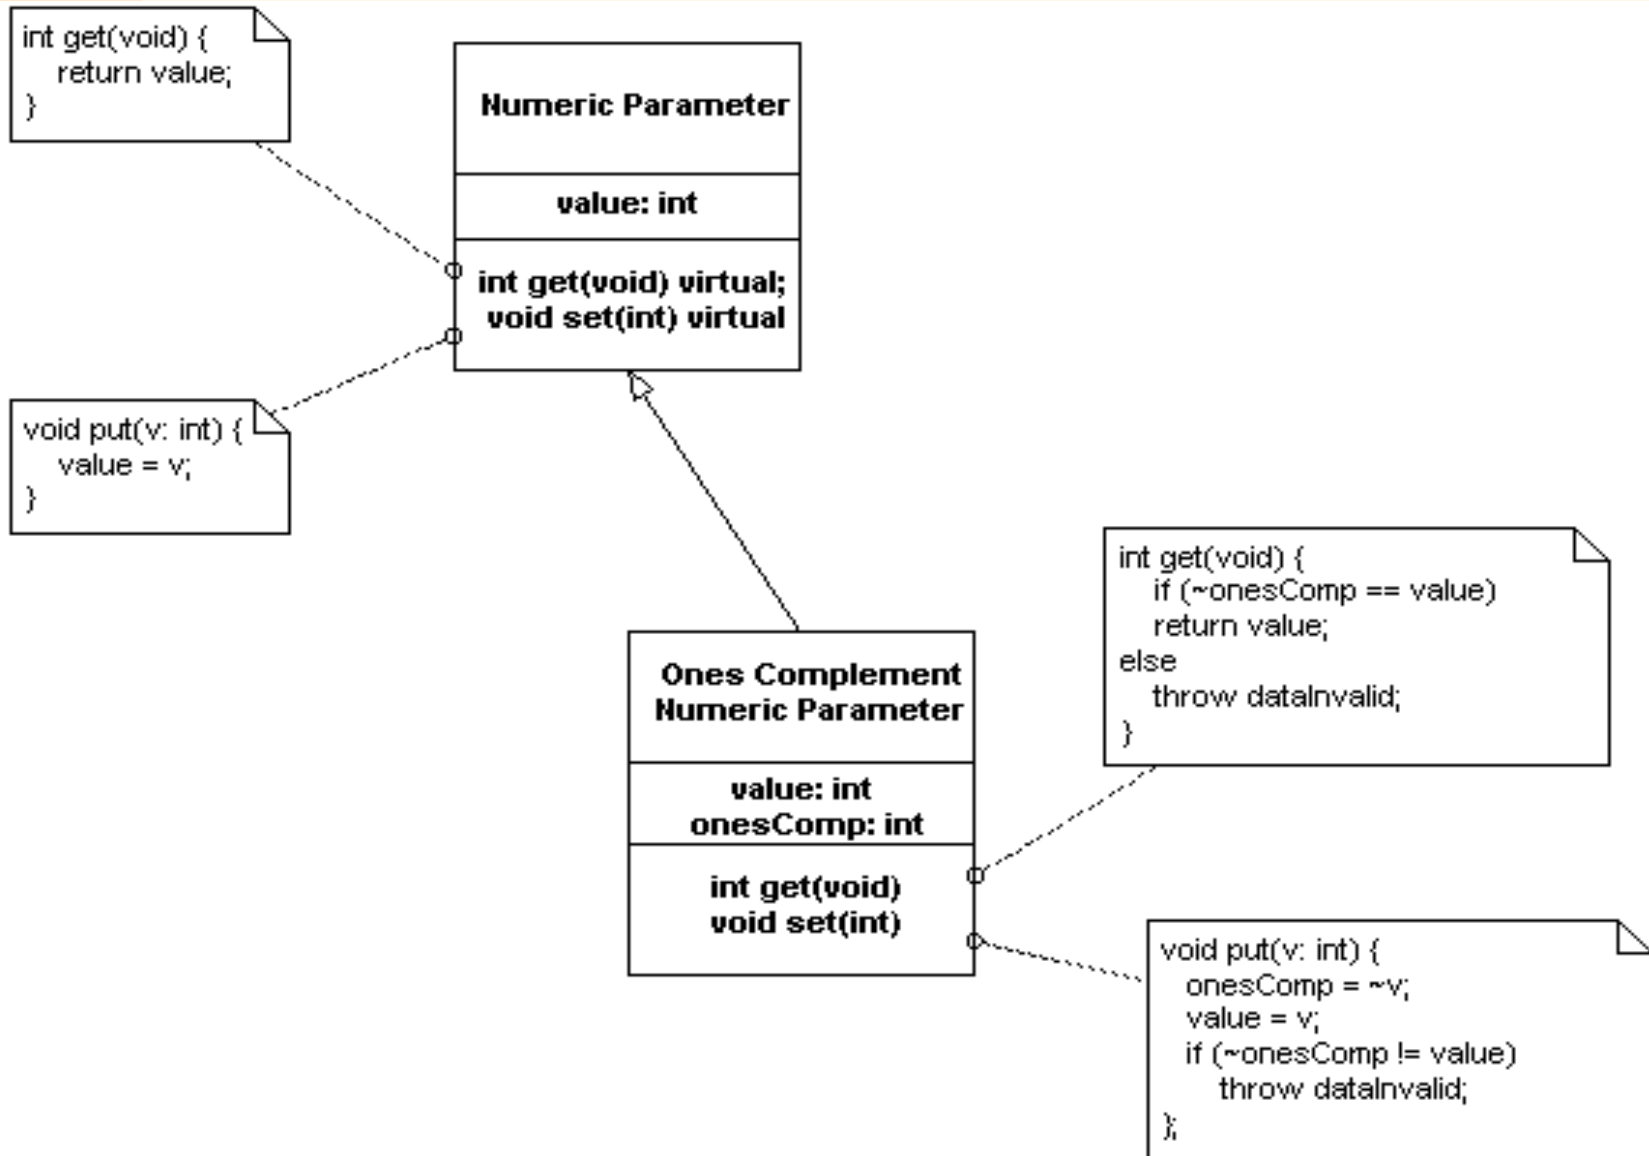 int get(void) {
return value;
}
Numeric Parameter
value: int
int get(void) virtual;
void set(int) virtual
void put(v: int) {
value = v;
}
Ones Complement
Numeric Parameter
value: int
onesComp: int
int get(void)
void set(int)
int get(void) {
if (~onesComp == value)
return value;
else
throw dataInvalid;
}
void put(v: int) {
onesComp = ~v;
value = v;
if (~onesComp != value)
throw dataInvalid;
};